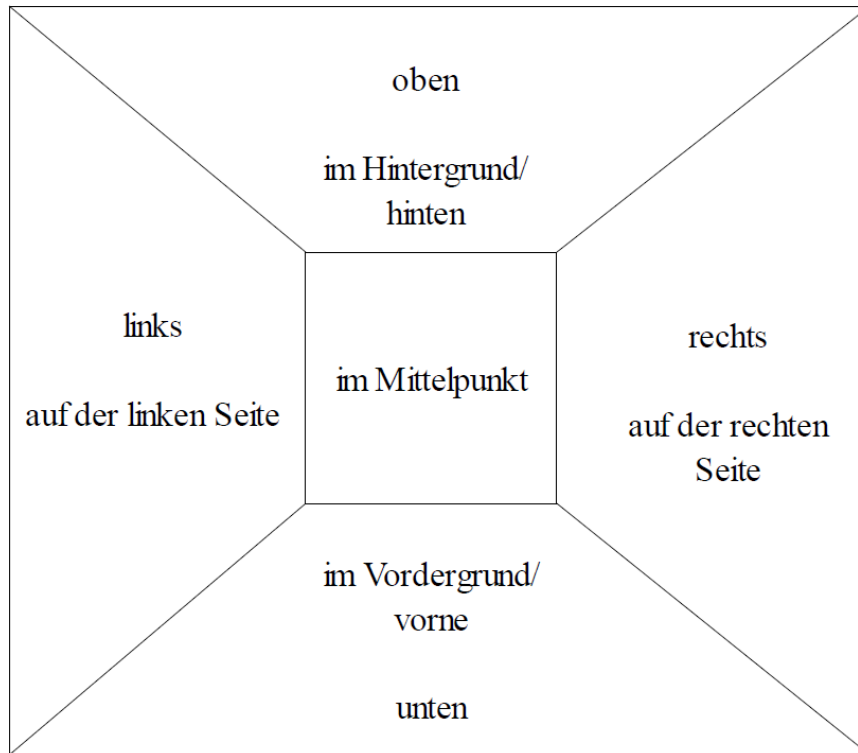 oben
im Hintergrund/
hinten
links
auf der linken Seite
im Mittelpunkt
rechts
auf der rechten
Seite
im Vordergrund/
vorne
unten